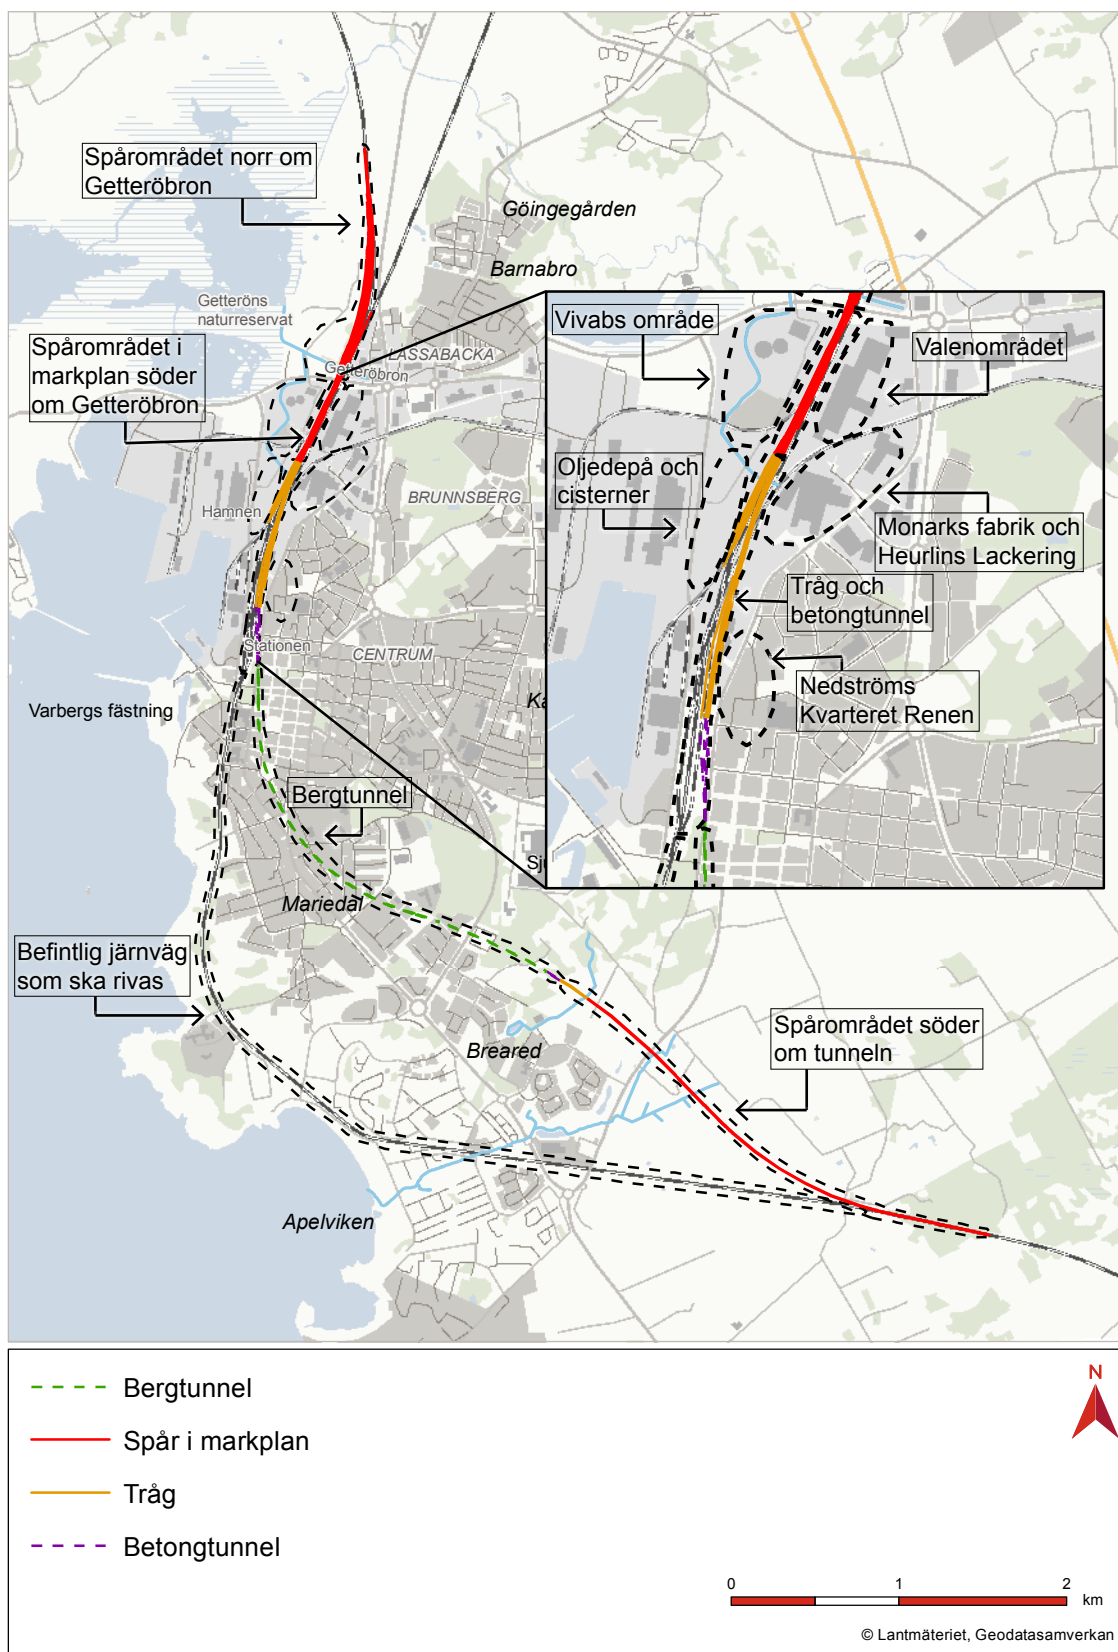 Spårområdet norr om
Getteröbron
Göingegården
Barnabro
Getteröns
naturreservat
Spårområdet i
markplan söder
om Getteröbron
LASSABACKA
Getteröbron
BRUNNSBERG
Hamnen
Stationen
CENTRUM
Varbergs fästning
Ka
Bergtunnel
Sj
Mariedal
Befintlig järnväg
som ska rivas
Breared
Spårområdet söder
om tunneln
Apelviken
Vivabs område
Valenområdet
Oljedepå och
cisterner
Monarks fabrik och
Heurlins Lackering
Tråg och
betongtunnel
Nedströms
Kvarteret Renen
Bergtunnel
Spår i markplan
Tråg
Betongtunnel
N
0 1 2
km
© Lantmäteriet, Geodatasamverkan